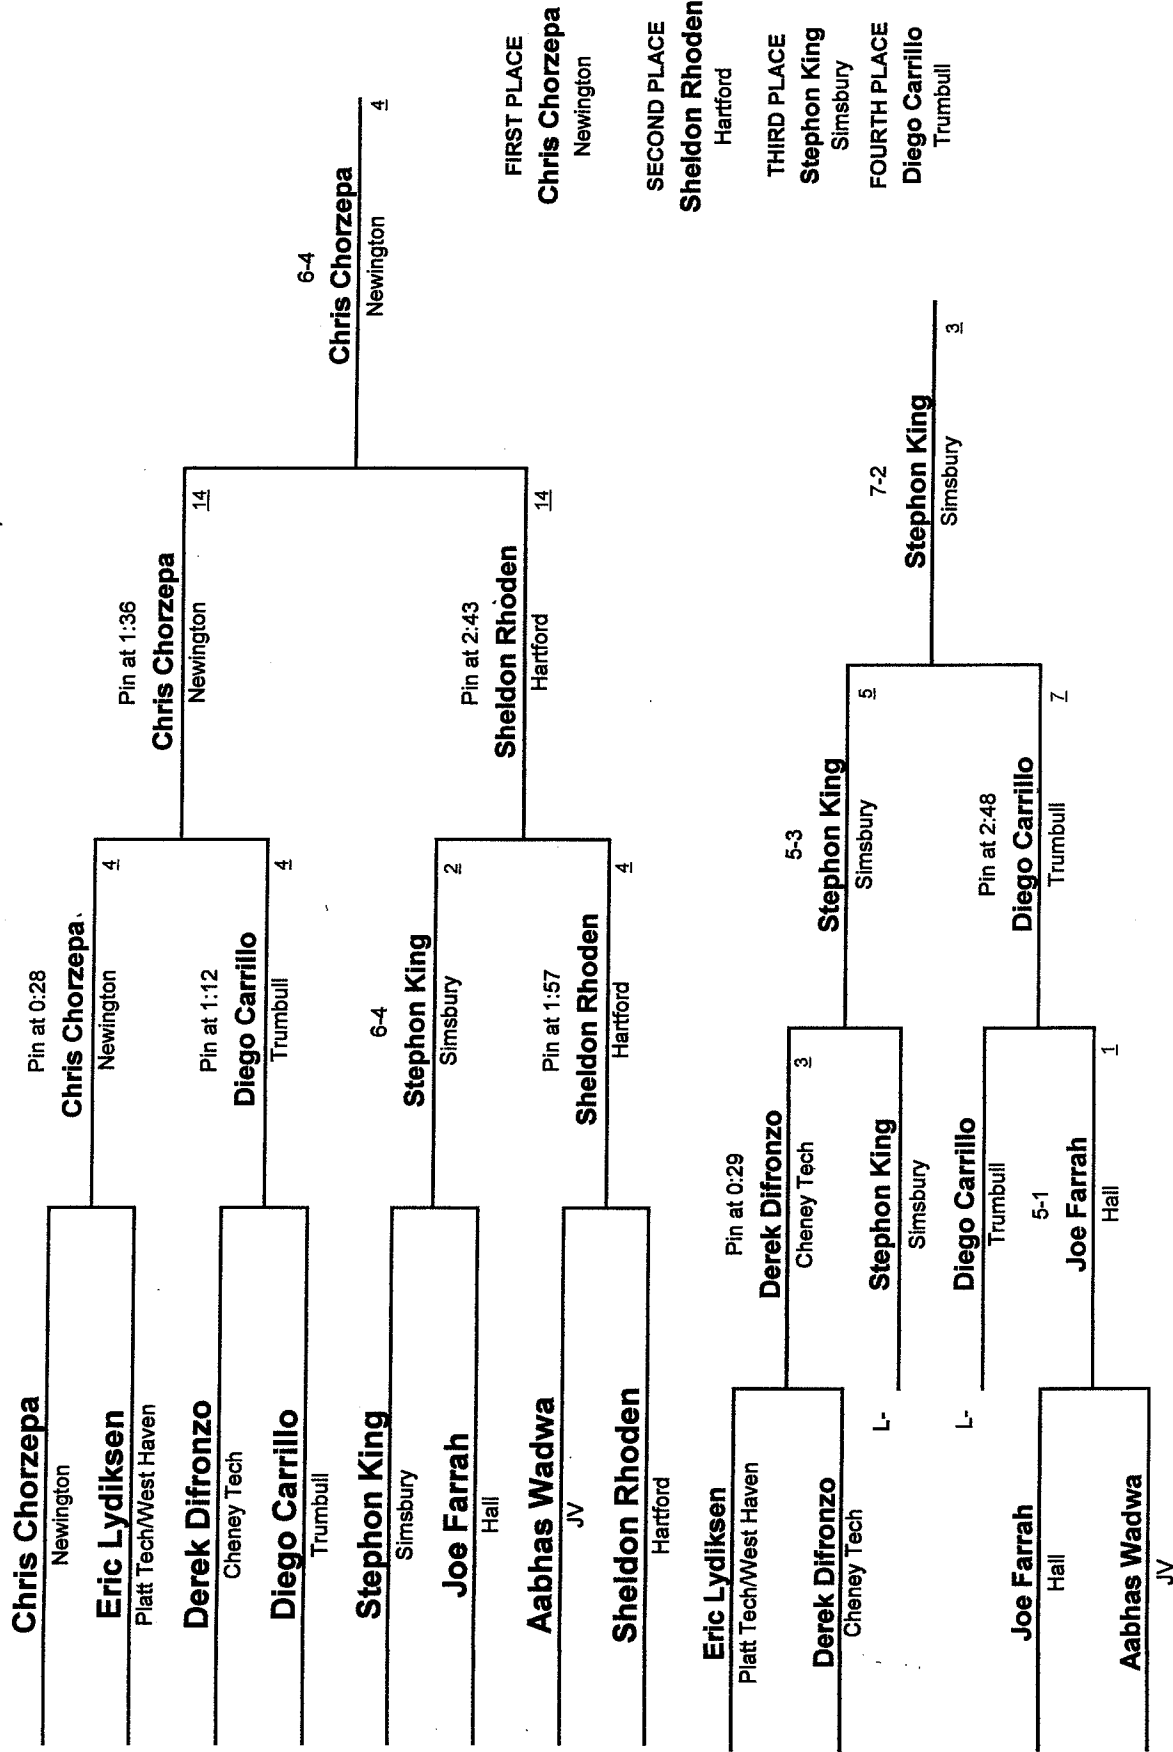 Chris Chorzepa
Newington
Eric Lydiksen
Platt Tech/West Haven
Derek Difronzo
Cheney Tech
Diego Carrillo
Trumbull
Stephon King
Simsbury
Joe Farrah
Hall
Aabhas Wadwa
JV
Sheldon Rhoden
Hartford
Pin at 0:28
Chris Chorzepa
Newington
4
Pin at 1:12
Diego Carrillo
Trumbull
4
6-4
Stephon King
Simsbury
2
Pin at 1:57
Sheldon Rhoden
Hartford
4
Pin at 1:36
Chris Chorzepa
Newington
14
Pin at 2:43
Sheldon Rhoden
Hartford
14
6-4
Chris Chorzepa
Newington
4
FIRST PLACE
Chris Chorzepa
Newington
SECOND PLACE
Sheldon Rhoden
Hartford
THIRD PLACE
Stephon King
Simsbury
FOURTH PLACE
Diego Carrillo
Trumbull
Eric Lydiksen
Platt Tech/West Haven
Derek Difronzo
Cheney Tech
L-
L-
Joe Farrah
Hall
Aabhas Wadwa
JV
Pin at 0:29
Derek Difronzo
Cheney Tech
3
Stephon King
Simsbury
Diego Carrillo
Trumbull
5-1
Joe Farrah
Hall
1
5-3
Stephon King
Simsbury
5
Pin at 2:48
Diego Carrillo
Trumbull
7
7-2
Stephon King
Simsbury
3